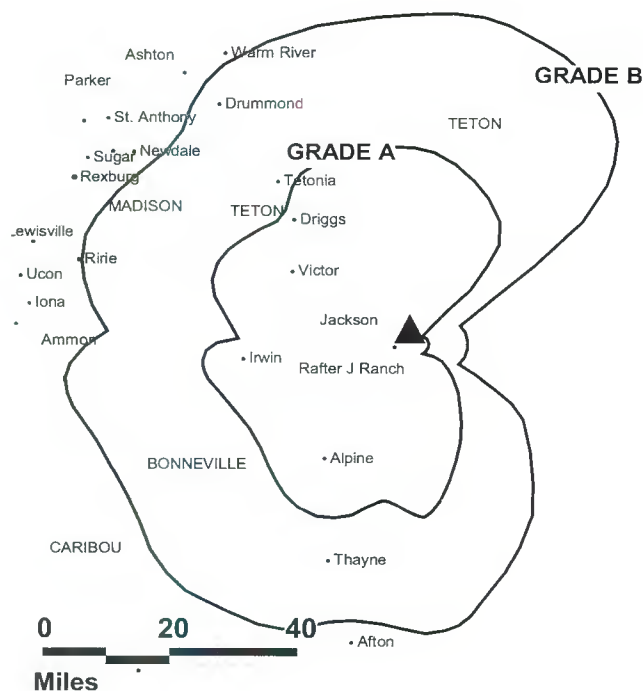 Ashton
Warm River
Parker
GRADE B
Drummond
St. Anthony
TETON
Newdale
GRADE A
Sugar
Rexburg
Tetonia
MADISON
TETON
Driggs
ewisville
Ririe
Ucon
Victor
Iona
Jackson
Ammon
Irwin
Rafter J Ranch
Alpine
BONNEVILLE
CARIBOU
Thayne
0 20 40
Afton
Miles